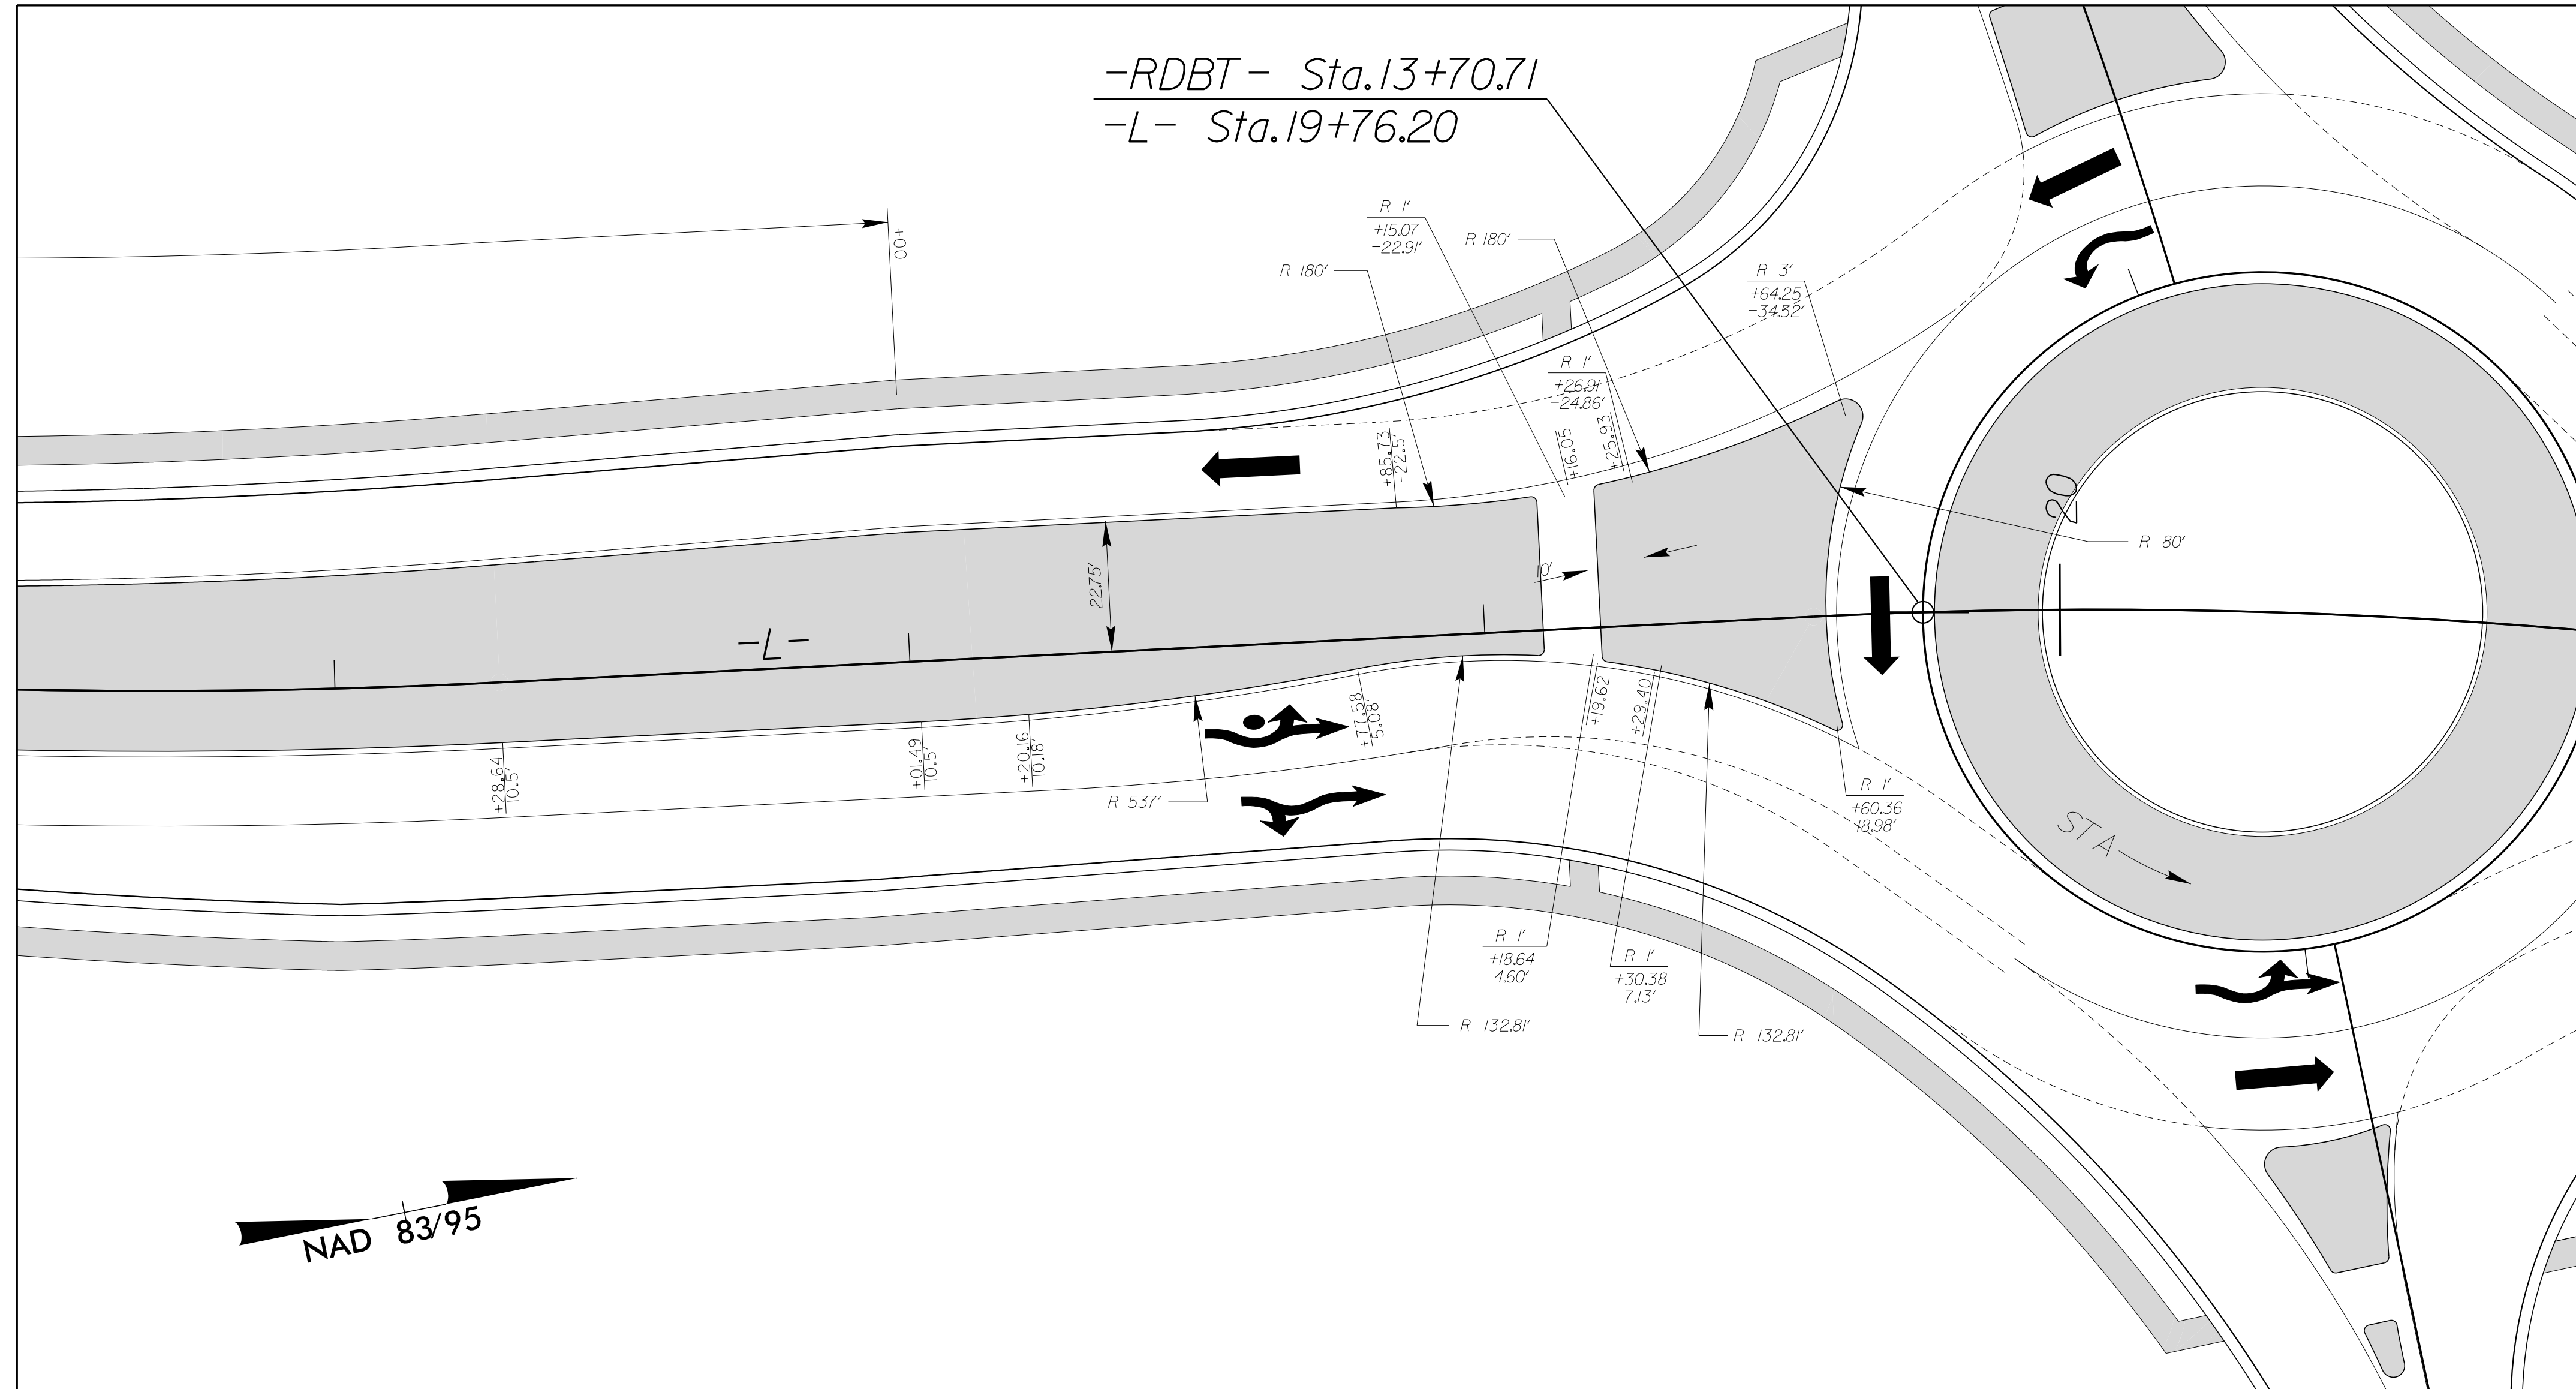 -RDBT- Sta.13+70.71
-L- Sta.19+76.20
+00
R 1'
+15.07
-22.91'
R 180'
R 180'
R 3'
+64.25
-34.52'
R 1'
+26.91
-24.86'
+85.73
-22.5'
+16.05
+25.93
20
R 80'
22.75'
10'
-L-
+28.64
10.5'
+01.49
10.5'
+20.16
10.18'
+77.58
5.08'
+19.62
+29.40
R 537'
R 1'
+60.36
18.98'
STA
R 1'
+18.64
4.60'
R 1'
+30.38
7.13'
R 132.81'
R 132.81'
NAD 83/95